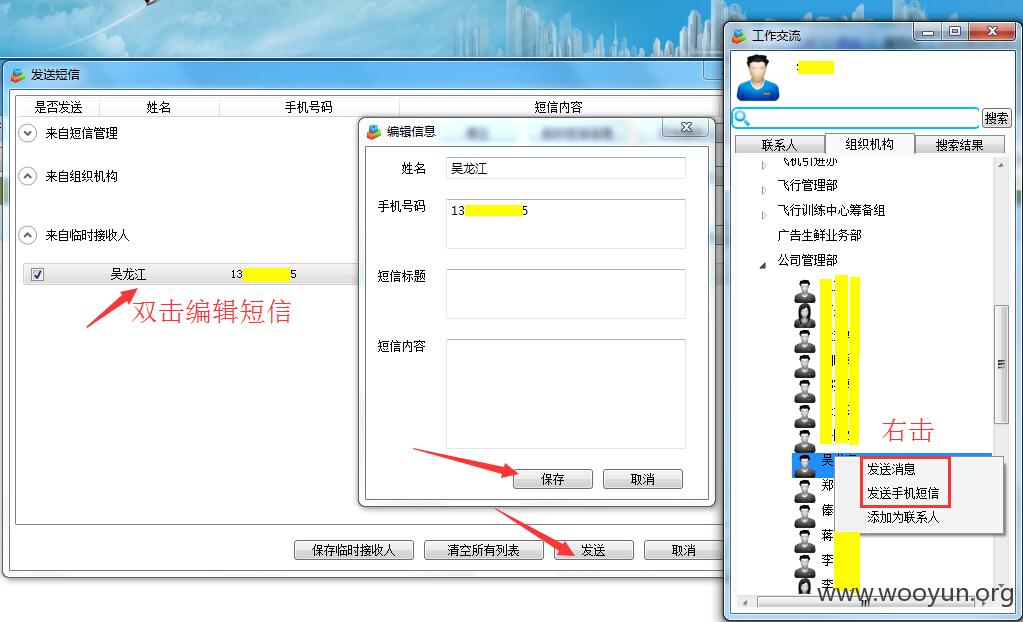 发送短信
是否发送 姓名 手机号码 短信内容
来自短信管理
来自组织机构
来自临时接收人
吴龙江 13 5
双击编辑短信
编辑信息
姓名 吴龙江
手机号码 13 5
短信标题
短信内容
保存 取消
保存临时接收人 清空所有列表 发送 取消
工作交流
搜索
联系人 组织机构 搜索结果
飞机引进办
飞行管理部
飞行训练中心筹备组
广告生鲜业务部
公司管理部
右击
吴
发送消息
郑
发送手机短信
俸
添加为联系人
蒋
李
李
www.wooyun.org